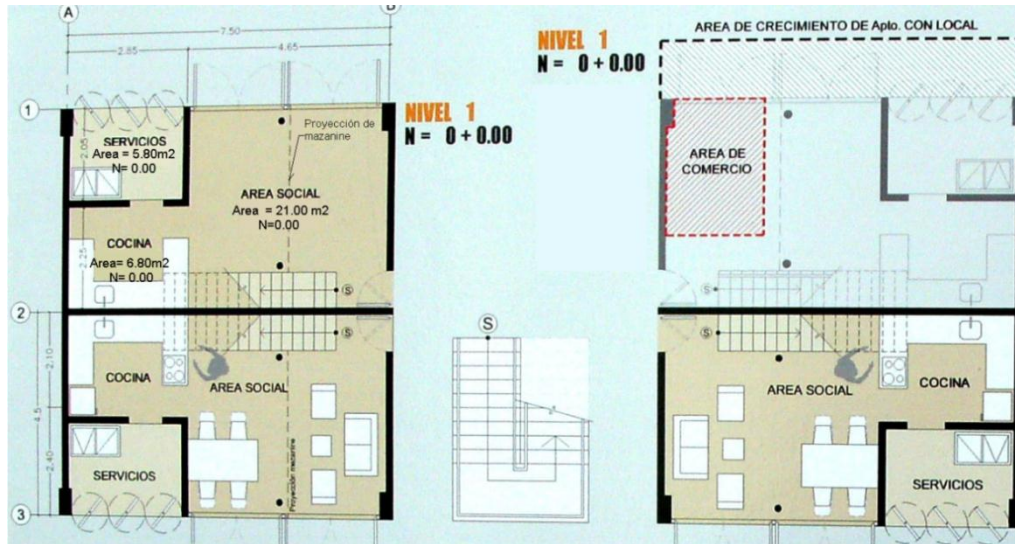 A
B
7.50
2.85
4.65
NIVEL 1
N = 0 + 0.00
AREA DE CRECIMIENTO DE Apto. CON LOCAL
1
NIVEL 1
N = 0 + 0.00
Proyección de
mazanine
SERVICIOS
Area = 5.80m2
N= 0.00
2.05
AREA DE
COMERCIO
AREA SOCIAL
Area = 21.00 m2
N=0.00
COCINA
Area= 6.80m2
N= 0.00
2.25
S
S
2
S
S
S
2.10
COCINA
AREA SOCIAL
AREA SOCIAL
COCINA
4.5
2.40
SERVICIOS
Proyección mazanine
SERVICIOS
3